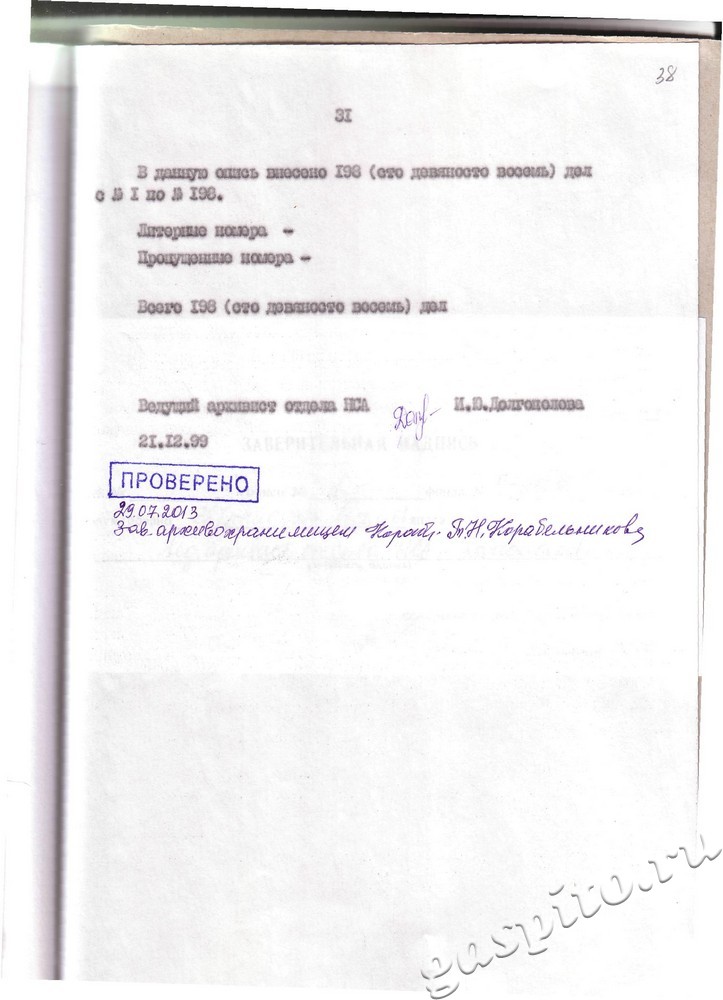 38
31
В данную опись внесено 198 (сто девяносто восемь) дел
с № 1 по № 198.
Литерные номера -
Пропущенные номера -
Всего 198 (сто девяносто восемь) дел
Ведущий архивист отдела НСА И.Ю.Долгополова
21.12.99
ЗАВЕРИТЕЛЬНАЯ НАДПИСЬ
ПРОВЕРЕНО
29.07.2013
Зав. архивохранилищем Т.Н. Корабельникова
gaspito.ru